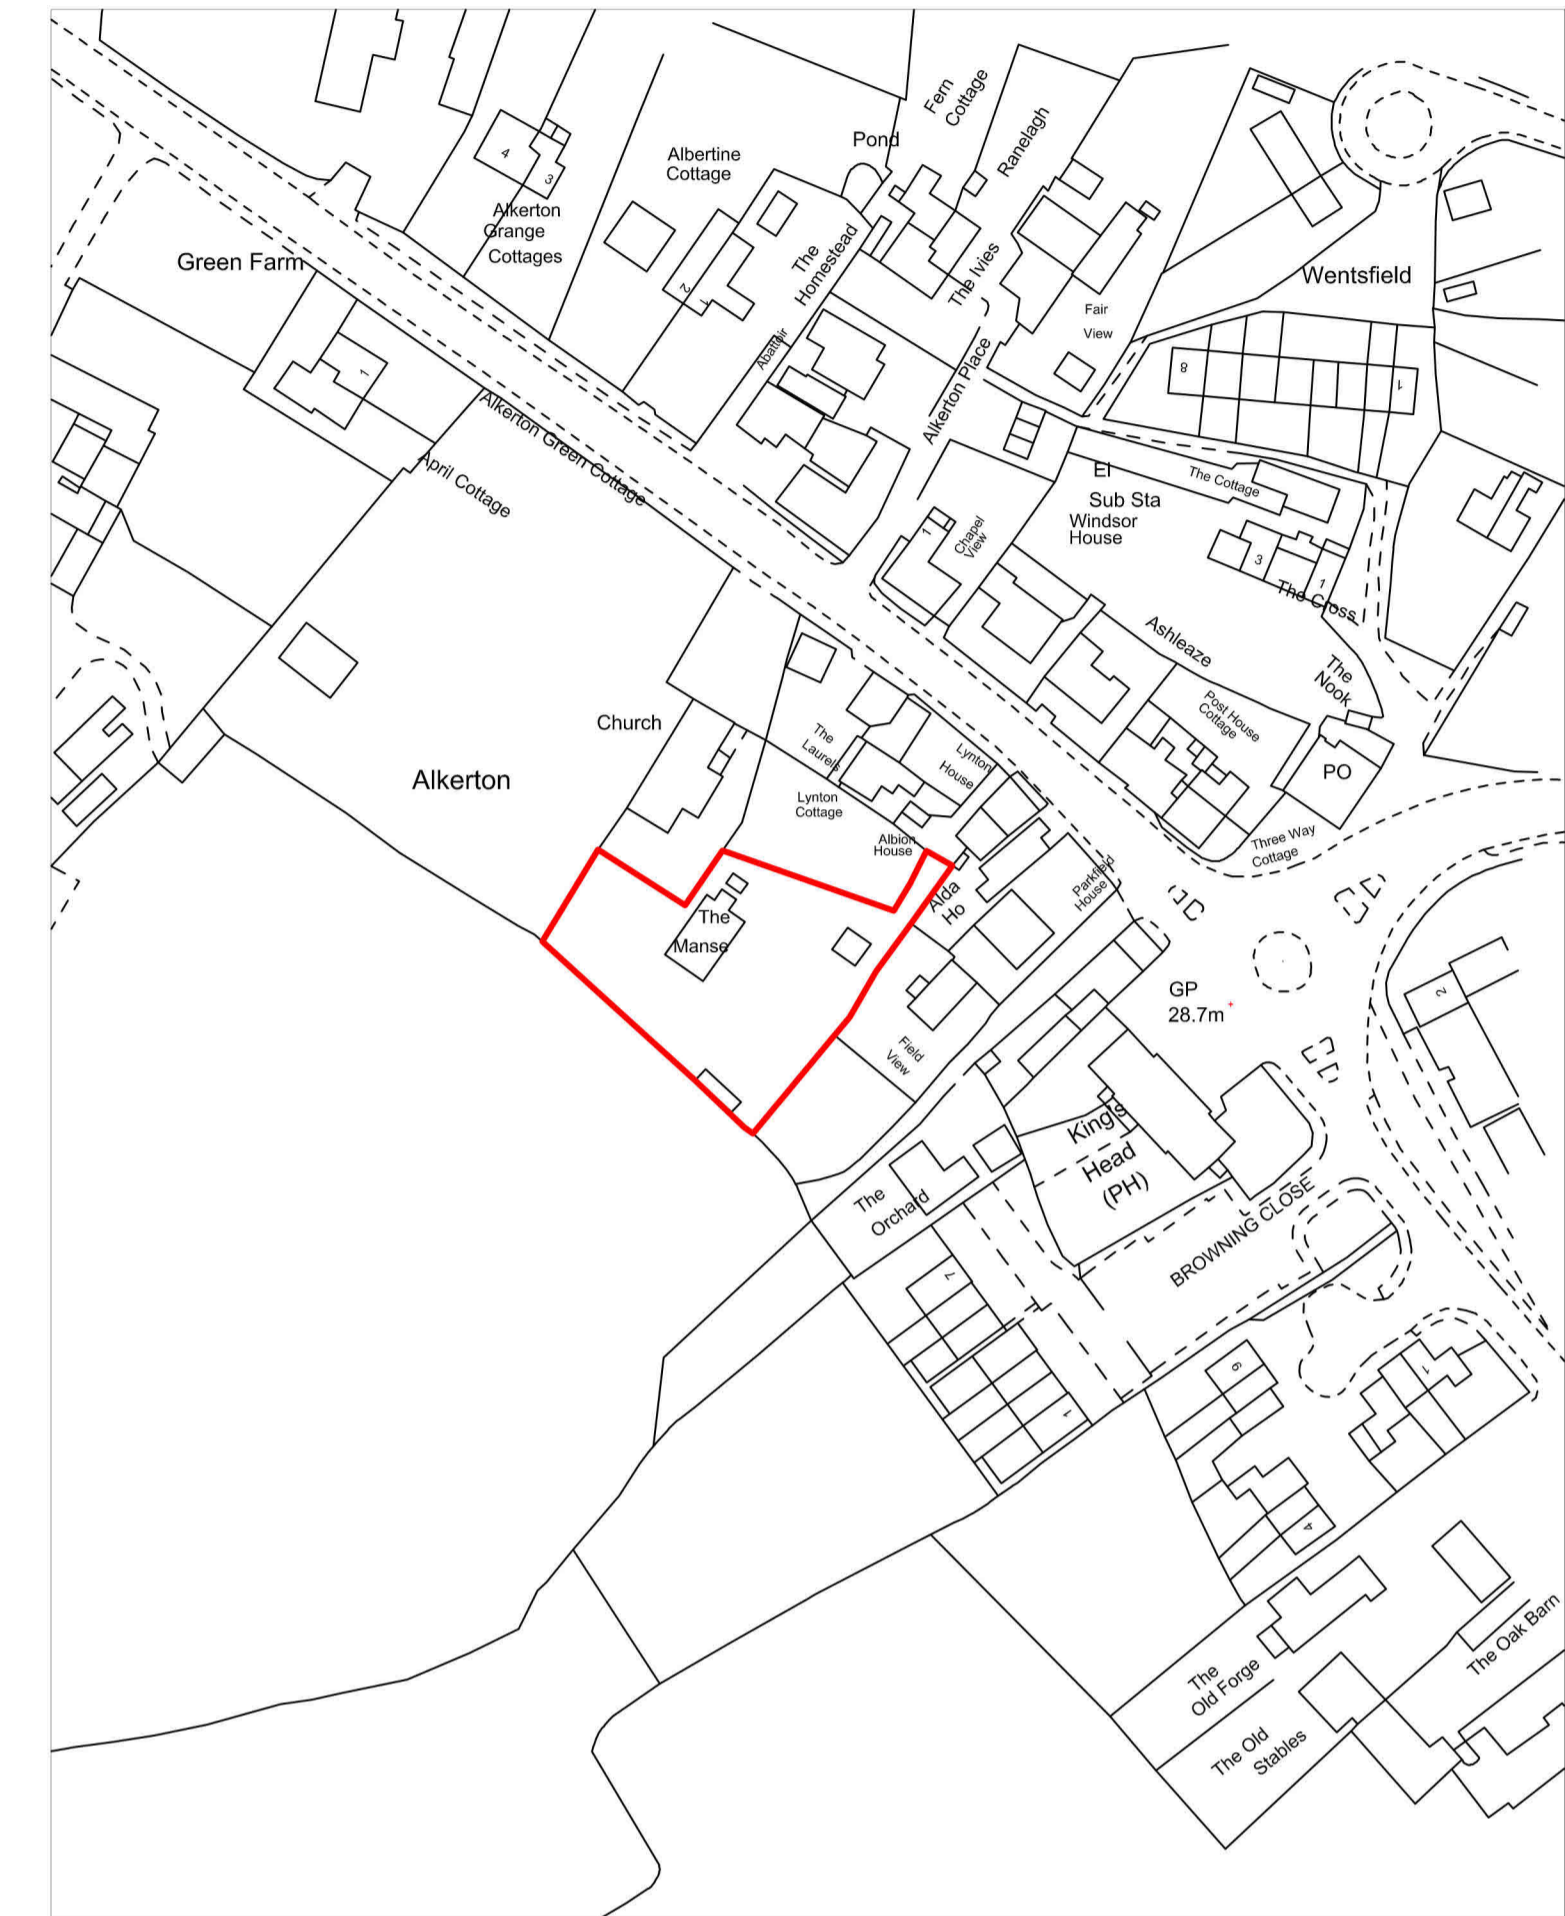 Fern
Cottage
Pond
Ranelagh
Albertine
Cottage
4
3
Alkerton
Grange
Cottages
Green Farm
The
Homestead
The Ivies
Wentsfield
2
1
Fair
View
Abattoir
Alkerton Place
8
1
1
Alkerton Green Cottage
April Cottage
El
Sub Sta
The Cottage
Windsor
House
1
Chapel
View
3
1
The Cross
Ashleaze
The
Nook
Post House
Cottage
Church
The
Laurels
Lynton
House
PO
Alkerton
Lynton
Cottage
Albion
House
Three Way
Cottage
Parkfield
House
Alda
Ho
The
Manse
GP
28.7m
2
Field
View
King's
Head
(PH)
The
Orchard
BROWNING CLOSE
7
1
9
1
4
The
Old Forge
The Oak Barn
The Old
Stables